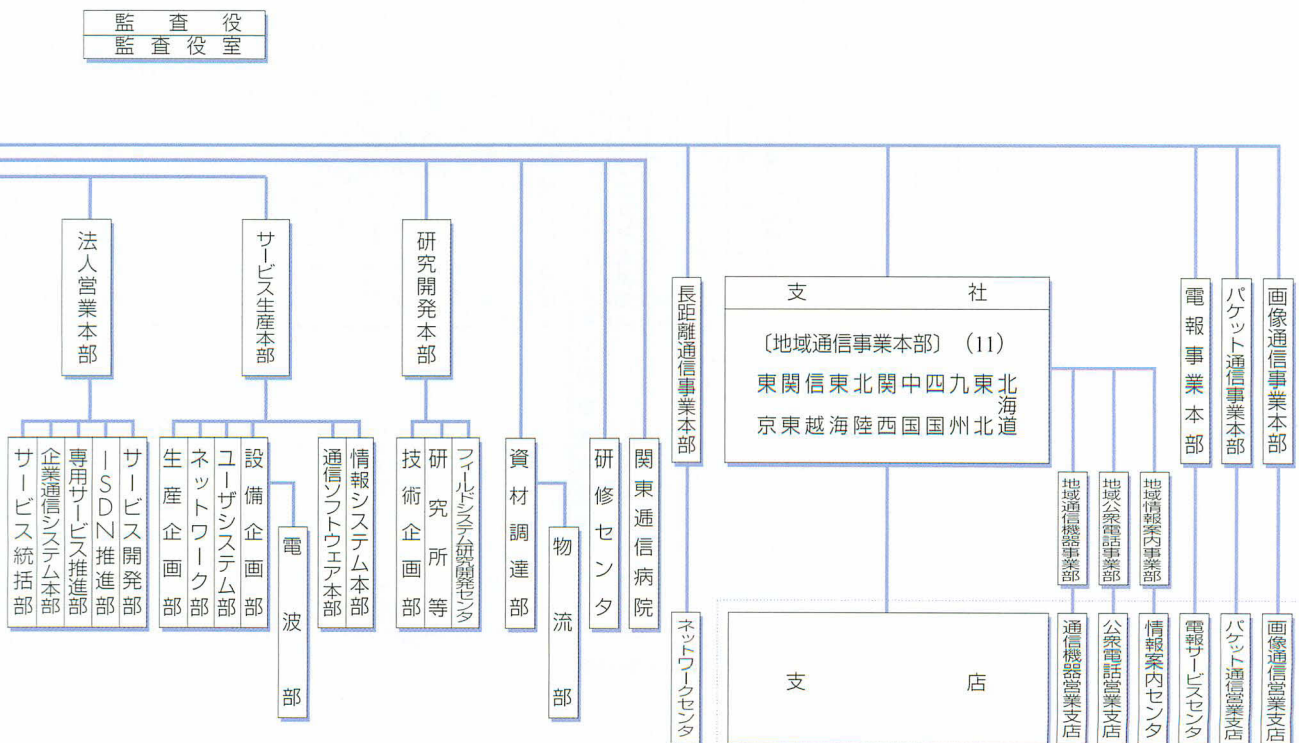 監査役
監査役室
法人営業本部
サービス生産本部
研究開発本部
長距離通信事業本部
支社
〔地域通信事業本部〕 (11)
東京
関東
信越
東海
北陸
関西
中国
四国
九州
東北
北海道
電報事業本部
パケット通信事業本部
画像通信事業本部
サービス統括部
企業通信システム本部
専用サービス推進部
ISDN推進部
サービス開発部
生産企画部
ネットワーク部
ユーザシステム部
設備企画部
電波部
通信ソフトウェア本部
情報システム本部
技術企画部
研究所等
フィールドシステム研究開発センタ
資材調達部
物流部
研修センタ
関東逓信病院
地域通信機器事業部
地域公衆電話事業部
地域情報案内事業部
ネットワークセンタ
支店
通信機器営業支店
公衆電話営業支店
情報案内センタ
電報サービスセンタ
パケット通信営業支店
画像通信営業支店